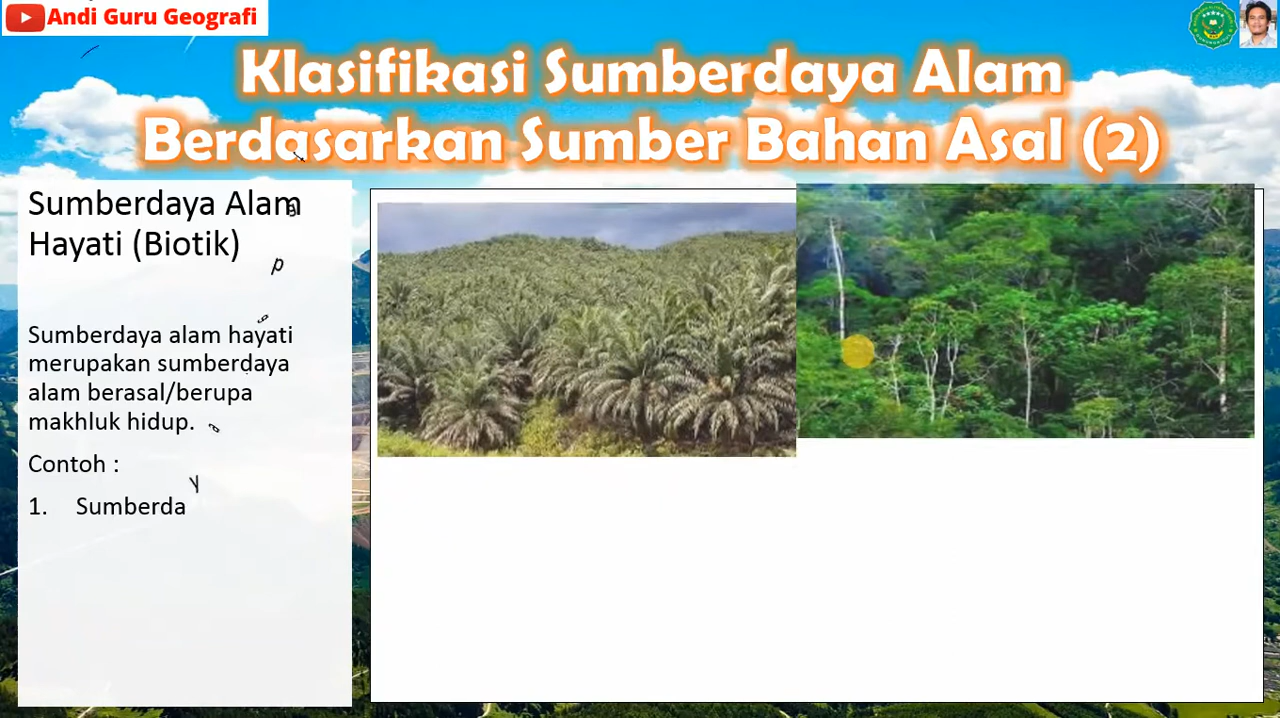 Andi Guru Geografi
Klasifikasi Sumberdaya Alam
Berdasarkan Sumber Bahan Asal (2)
Sumberdaya Alam
Hayati (Biotik)
Sumberdaya alam hayati
merupakan sumberdaya
alam berasal/berupa
makhluk hidup.
Contoh :
1. Sumberda
y
p